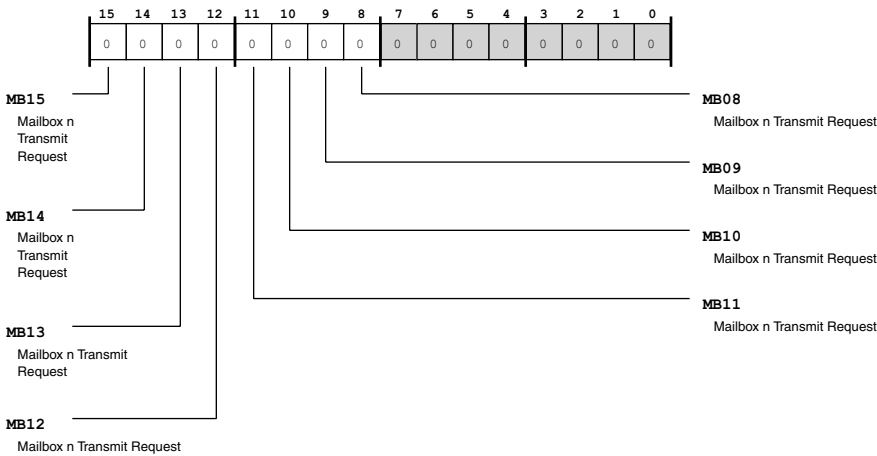 15 14 13 12 11 10 9 8 7 6 5 4 3 2 1 0
0 0 0 0 0 0 0 0 0 0 0 0 0 0 0 0
MB15
Mailbox n
Transmit
Request
MB14
Mailbox n
Transmit
Request
MB13
Mailbox n Transmit
Request
MB12
Mailbox n Transmit Request
MB08
Mailbox n Transmit Request
MB09
Mailbox n Transmit Request
MB10
Mailbox n Transmit Request
MB11
Mailbox n Transmit Request